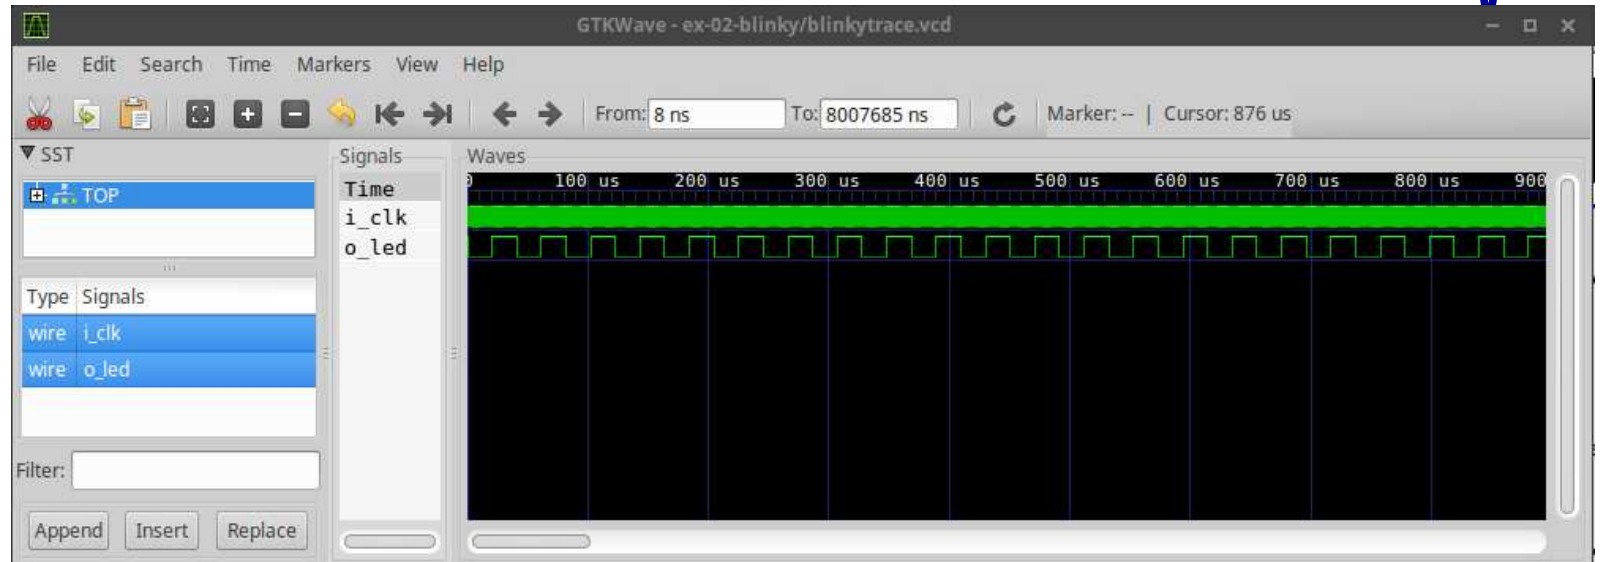 GTKWave - ex-02-blinky/blinkytrace.vcd
File Edit Search Time Markers View Help
From: 8 ns To: 8007685 ns Marker: -- | Cursor: 876 us
SST
TOP
Type Signals
wire i_clk
wire o_led
Filter:
Append Insert Replace
Signals
Time
i_clk
o_led
Waves
0 100 us 200 us 300 us 400 us 500 us 600 us 700 us 800 us 900